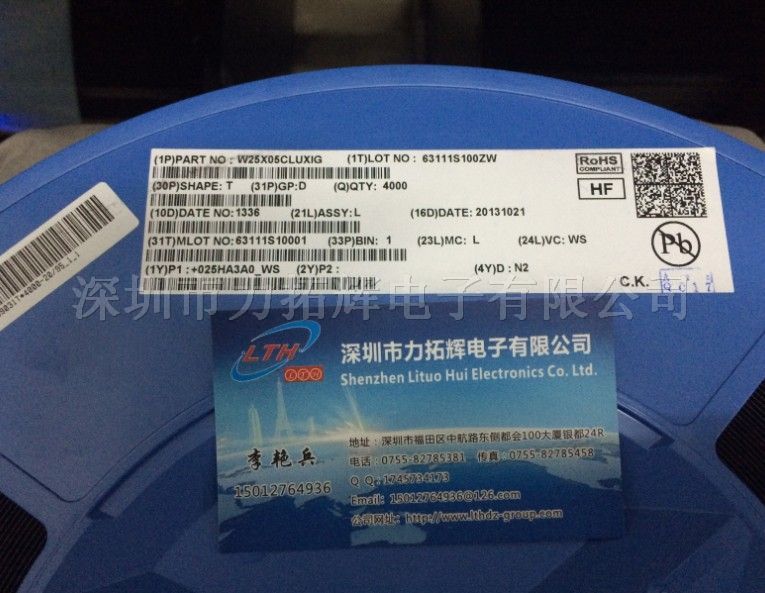 (1P)PART NO: W25X05CLUXIG (1T)LOT NO: 63111S100ZW
RoHS
COMPLIANT
HF
(30P)SHAPE: T (31P)GP:D (Q)QTY: 4000
(10D)DATE NO:1336 (21L)ASSY:L (16D)DATE: 20131021
(31T)MLOT NO:63111S10001 (33P)BIN: 1 (23L)MC: L (24L)VC: WS
Pb
(1Y)P1:+025HA3A0_WS (2Y)P2: (4Y)D: N2
C.K.
深圳市力拓辉电子有限公司
LTH
LTH
深圳市力拓辉电子有限公司
Shenzhen Lituo Hui Electronics Co. Ltd.
李艳兵
15012764936
地址:深圳市福田区中航路东侧都会100大厦银都24R
电话:0755-82785381 传真:0755-82785458
QQ:1745734173
Email: 15012764936@126.com
公司网址: http://www.lthdz-group.com